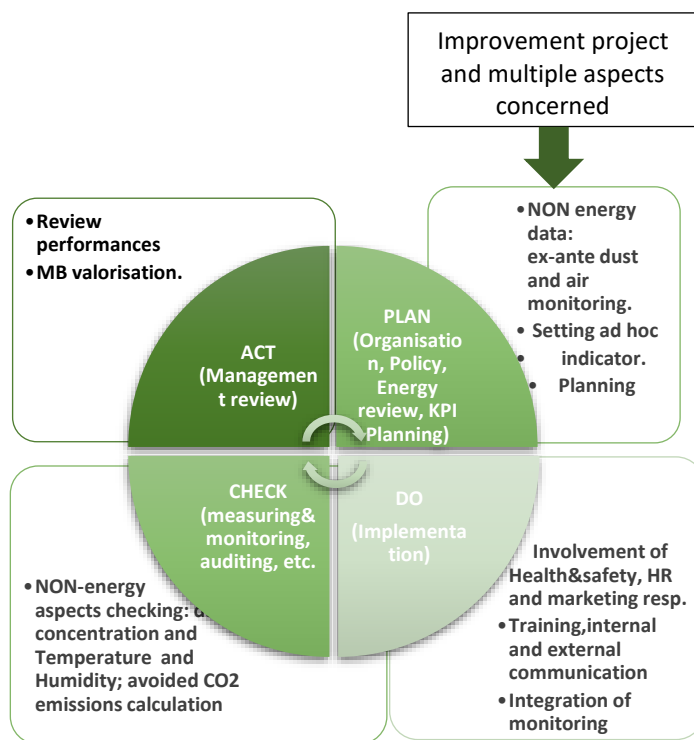 Improvement project
and multiple aspects
concerned
•Review
performances
•MB valorisation.
•NON energy
data:
ex-ante dust
and air
monitoring.
• Setting ad hoc
• indicator.
• Planning
ACT
(Managemen
t review)
PLAN
(Organisatio
n, Policy,
Energy
review, KPI
Planning)
CHECK
(measuring&
monitoring,
auditing, etc.
DO
(Implementa
tion)
•NON-energy
aspects checking:
concentration and
Temperature and
Humidity; avoided CO2
emissions calculation
Involvement of
Health&safety, HR
and marketing resp.
•Training,internal
and external
communication
•Integration of
monitoring